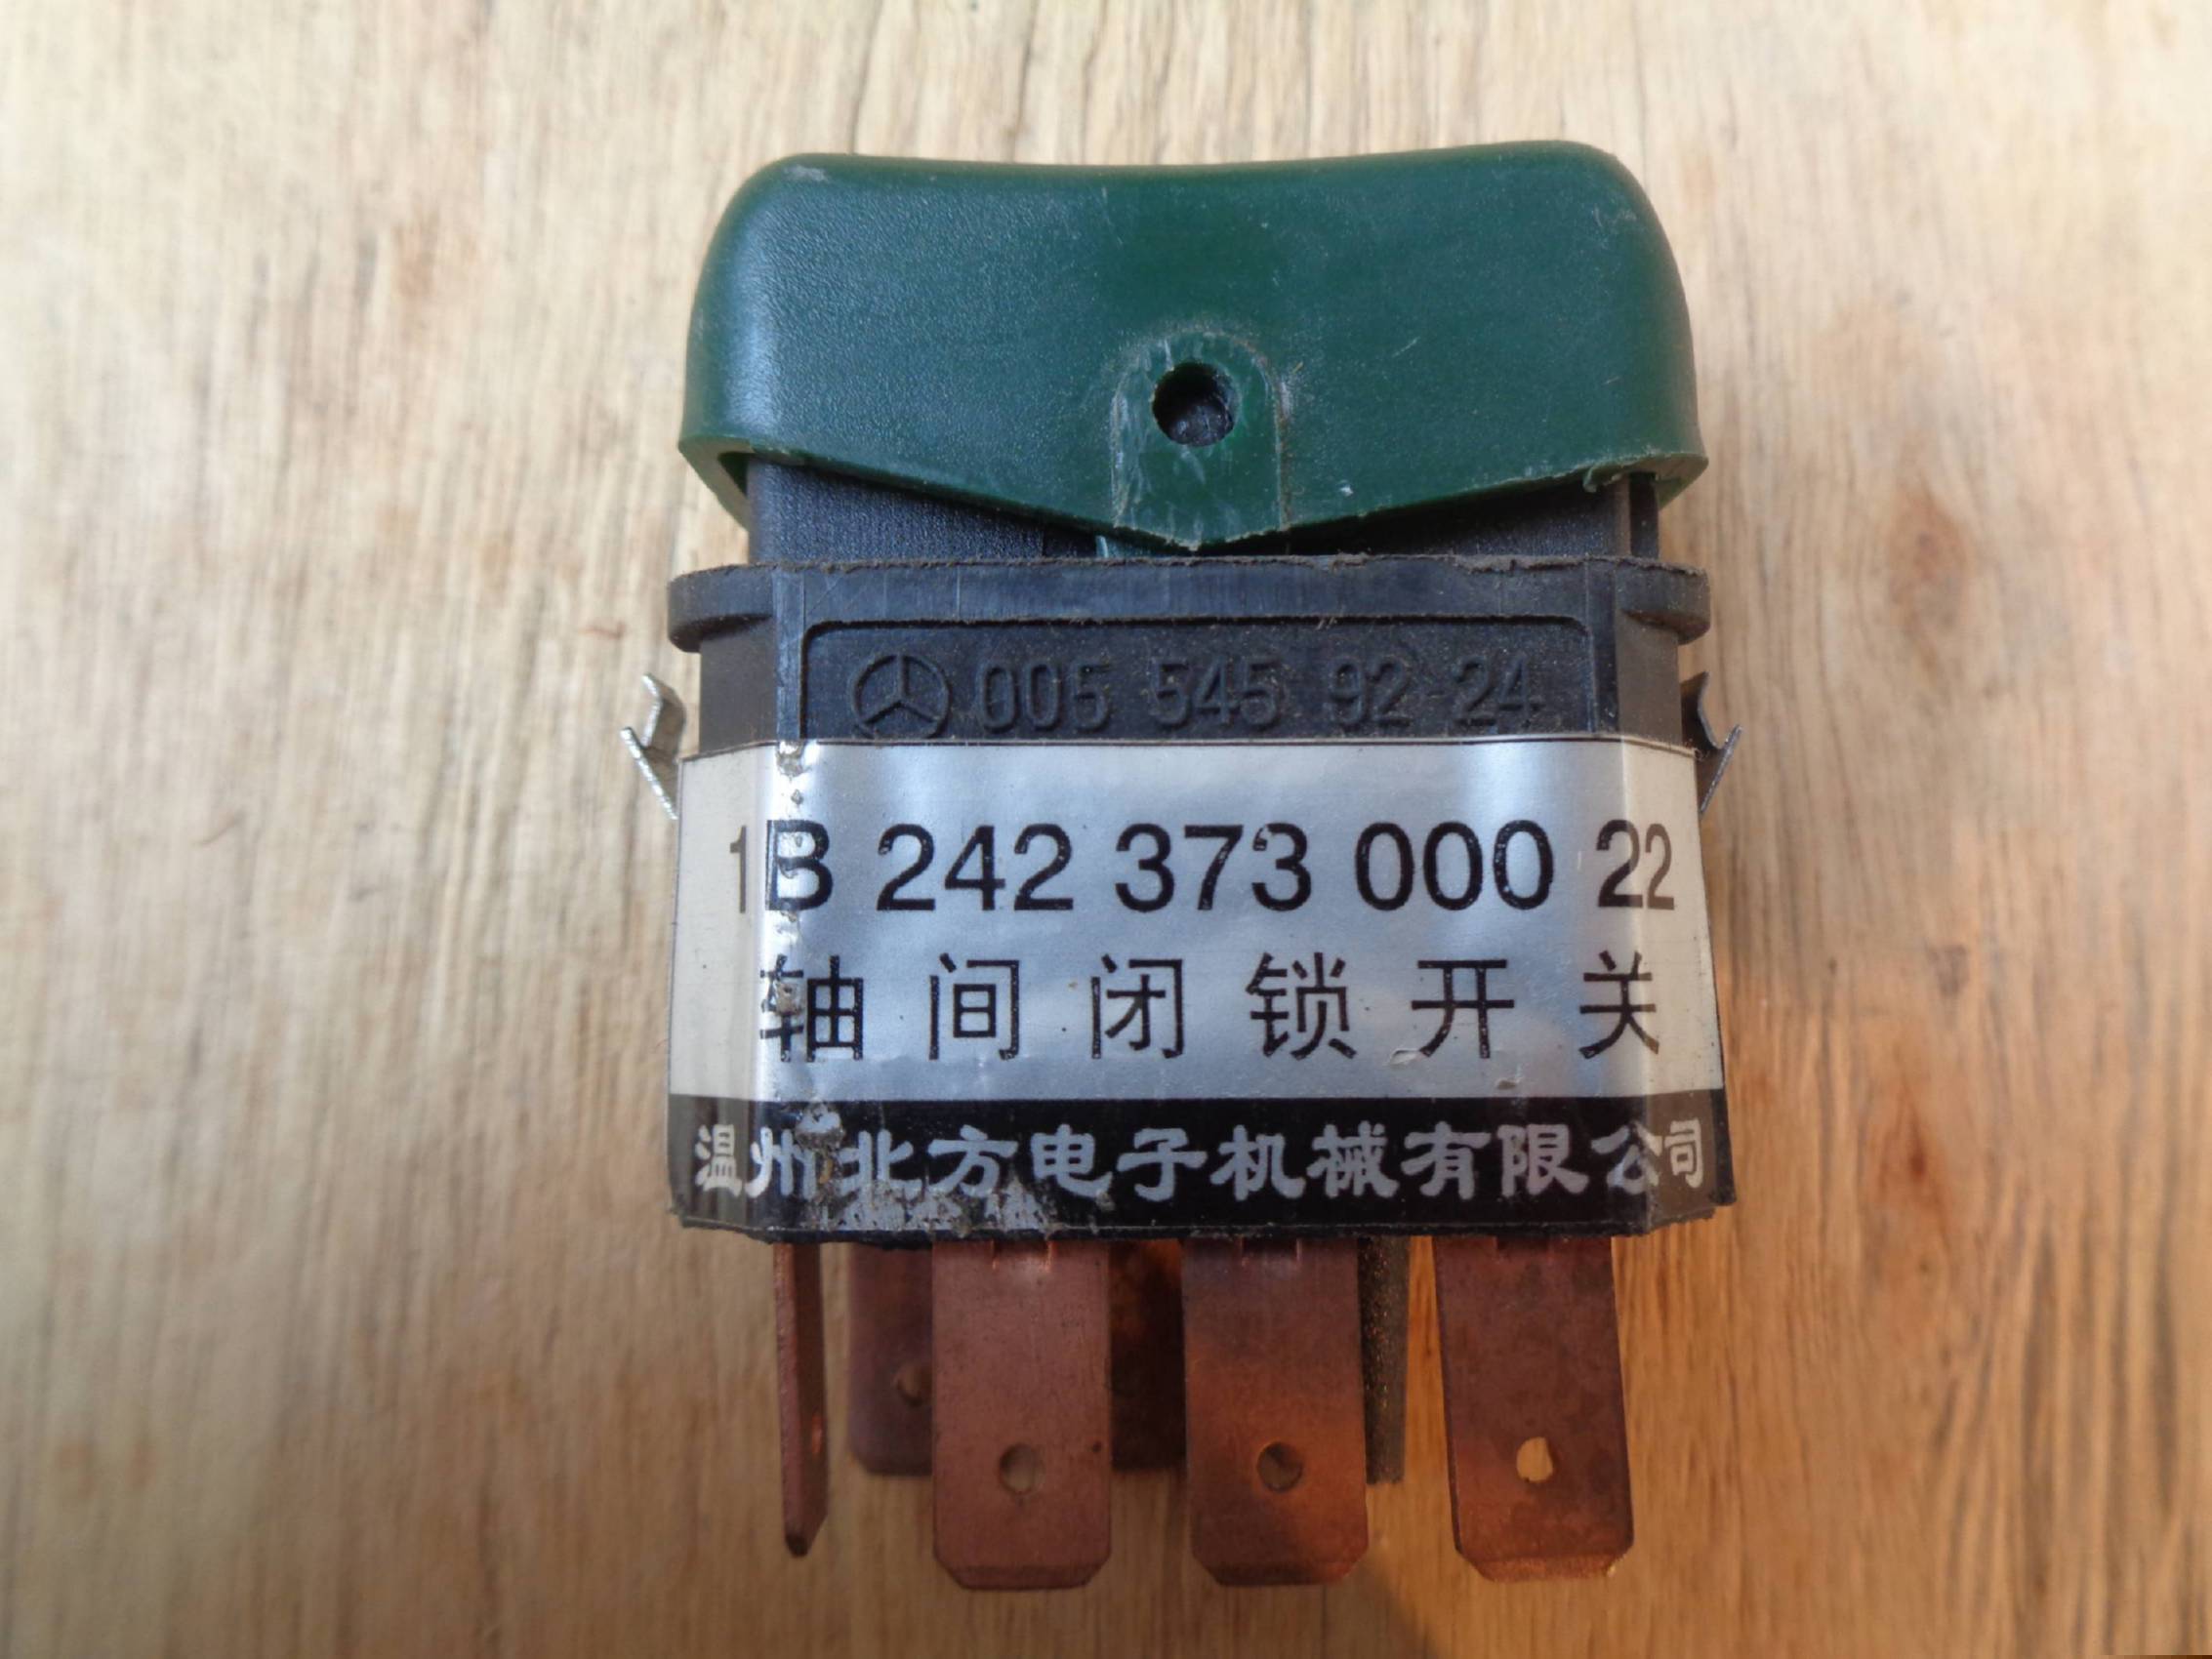 005 545 92 24
1B 242 373 000 22
轴间闭锁开关
温州北方电子机械有限公司